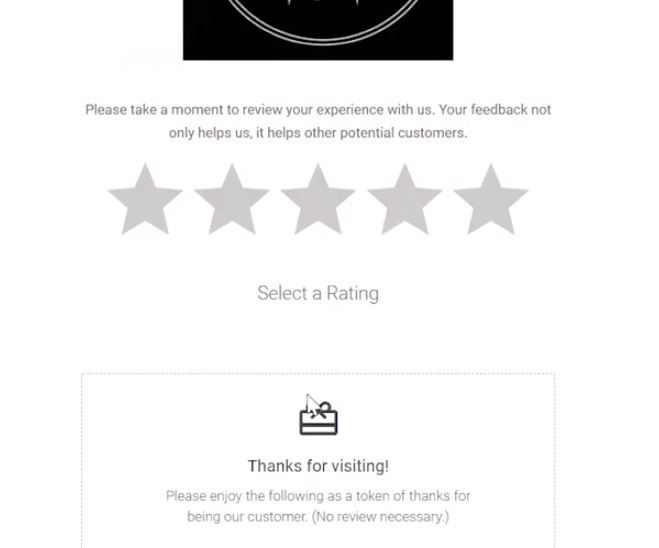 Please take a moment to review your experience with us. Your feedback not
only helps us, it helps other potential customers.
Select a Rating
Thanks for visiting!
Please enjoy the following as a token of thanks for
being our customer. (No review necessary.)